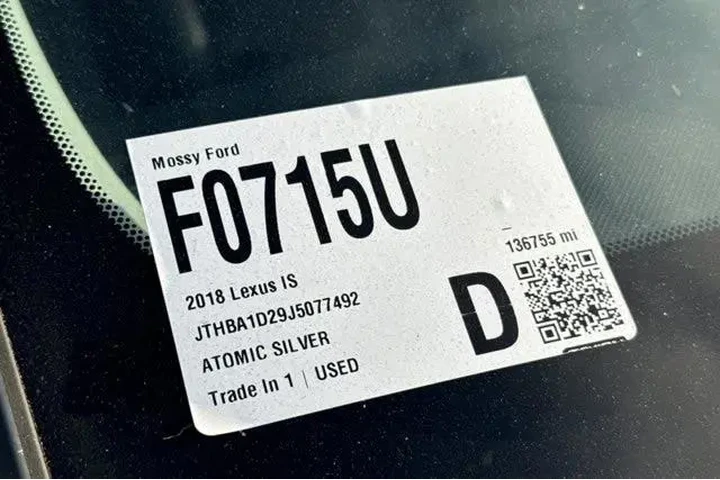 Mossy Ford
F0715U
136755 mi
2018 Lexus IS
JTHBA1D29J5077492
D
ATOMIC SILVER
Trade In 1 | USED